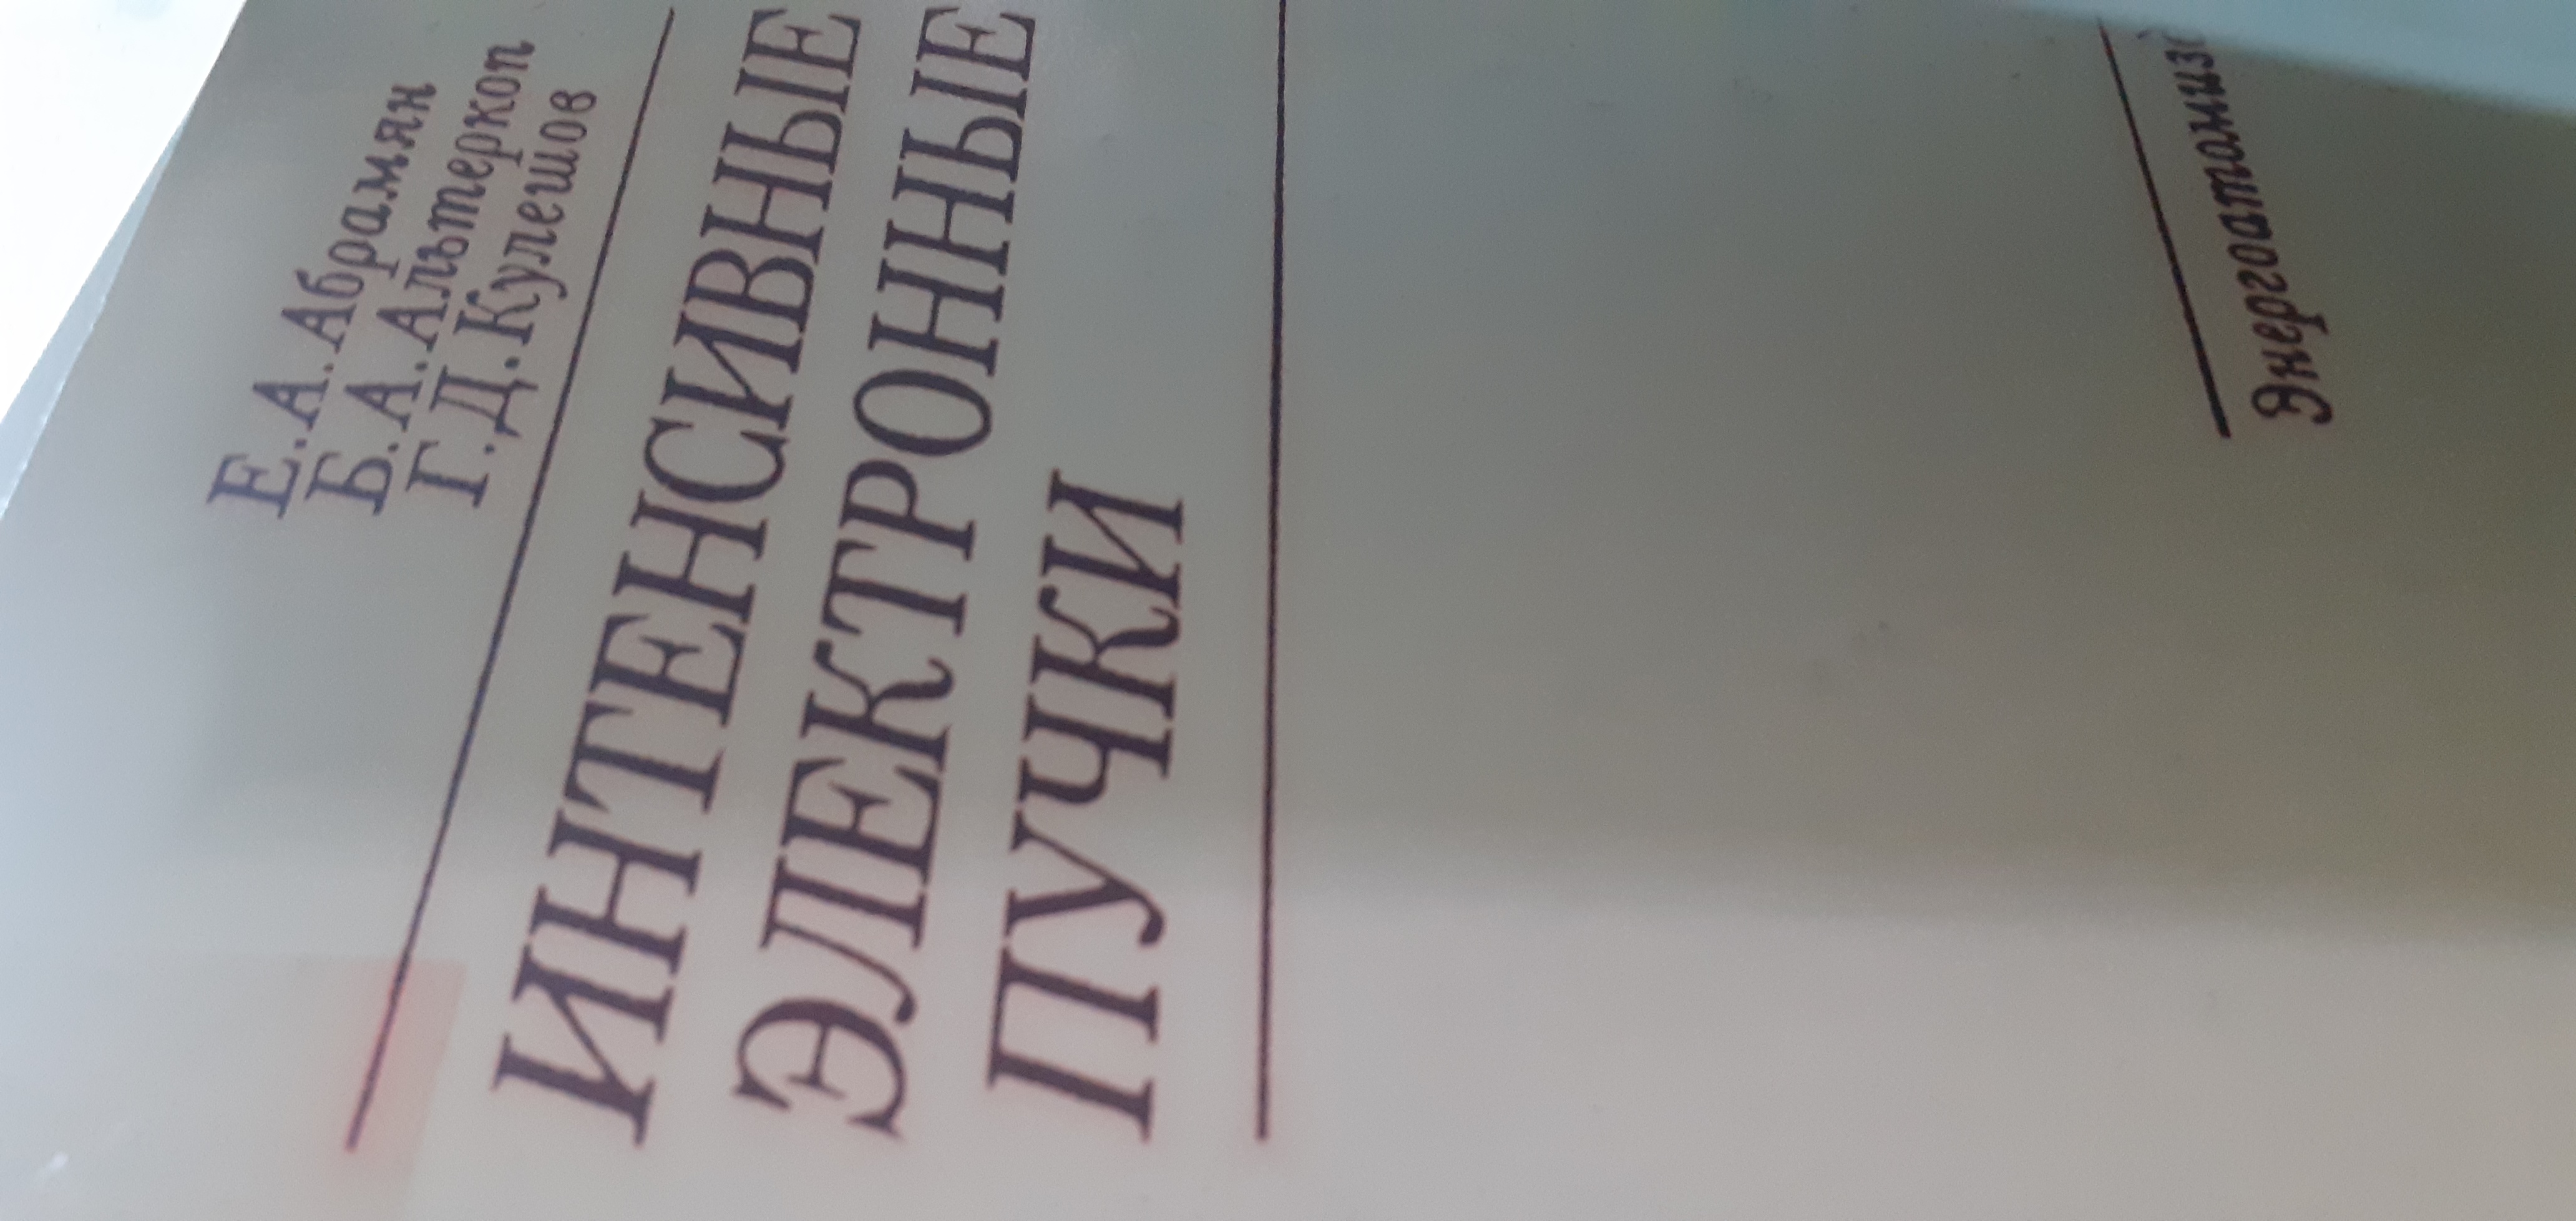 Е.А.Абрамян
Б.А.Альтеркоп
Г.Д.Кулешов
ИНТЕНСИВНЫЕ
ЭЛЕКТРОННЫЕ
ПУЧКИ